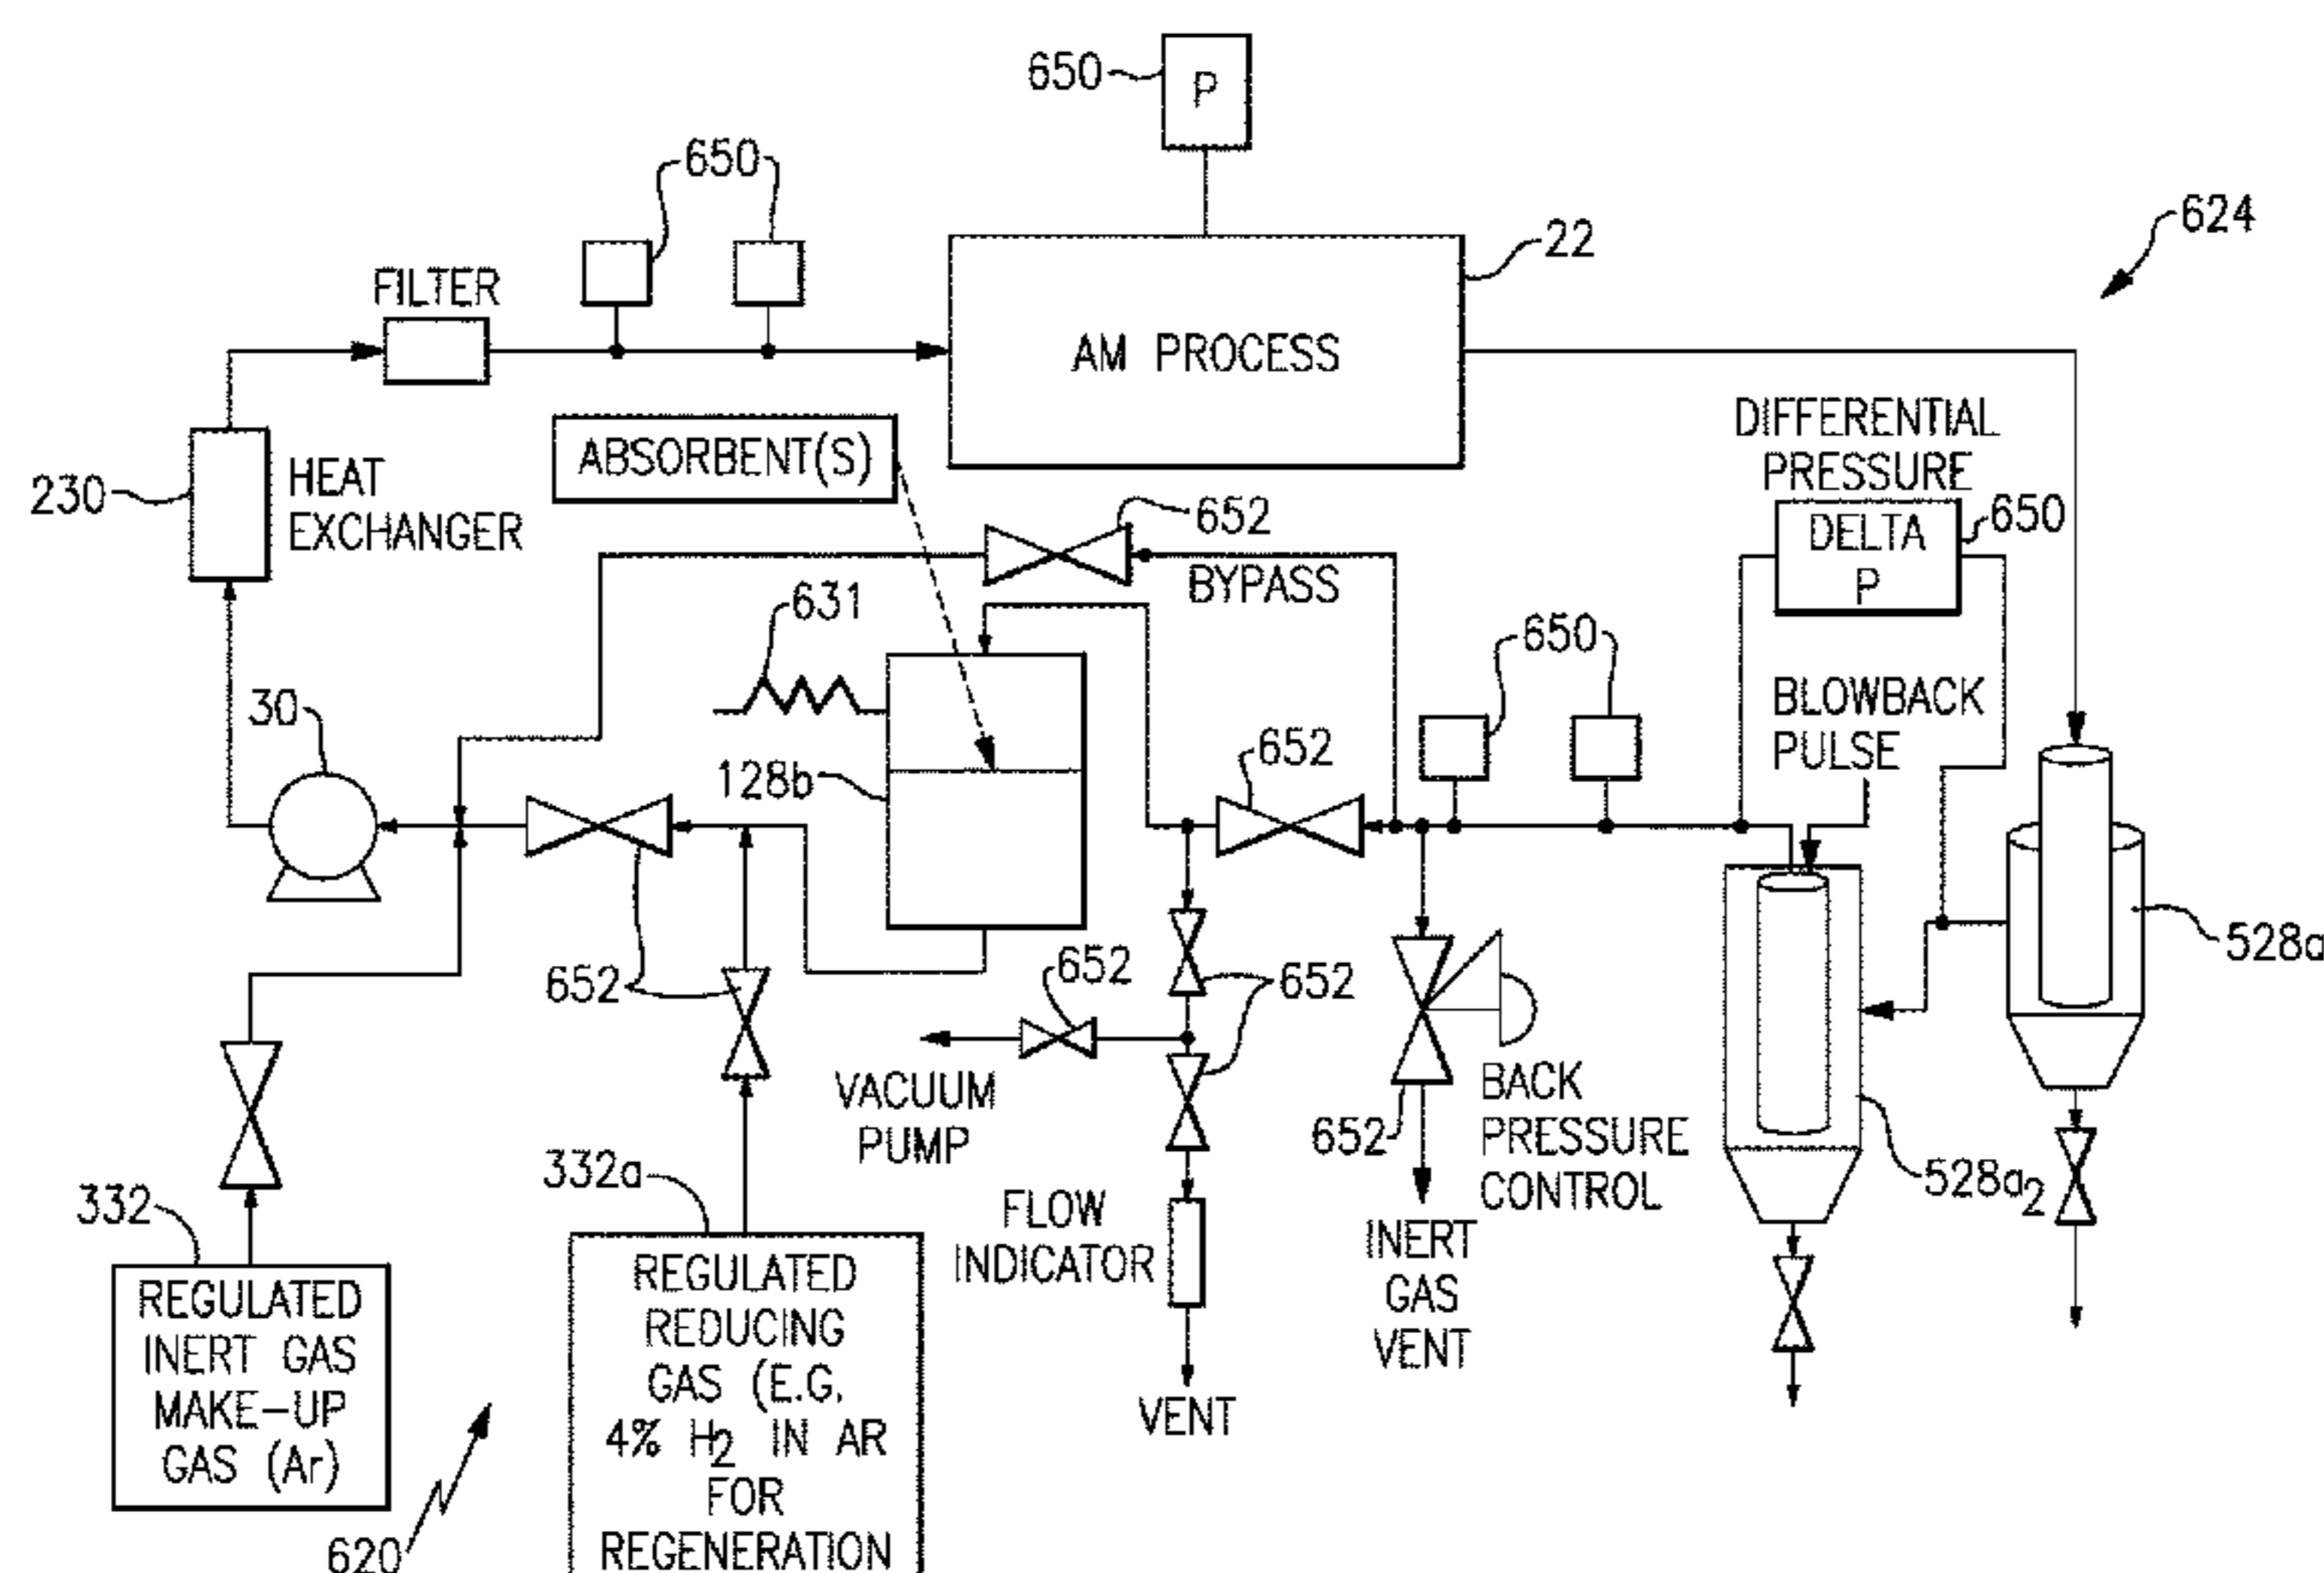 650
P
650
624
22
FILTER
AM PROCESS
DIFFERENTIAL
PRESSURE
ABSORBENT(S)
HEAT
EXCHANGER
230
652
DELTA
P
650
BYPASS
631
650
BLOWBACK
PULSE
30
652
128b
528a
652
652
652
VACUUM
PUMP
652
BACK
PRESSURE
CONTROL
528a2
332
332a
FLOW
INDICATOR
INERT
GAS
VENT
REGULATED
INERT GAS
MAKE-UP
GAS (Ar)
REGULATED
REDUCING
GAS (E.G.
4% H2 IN AR
FOR
REGENERATION
VENT
620